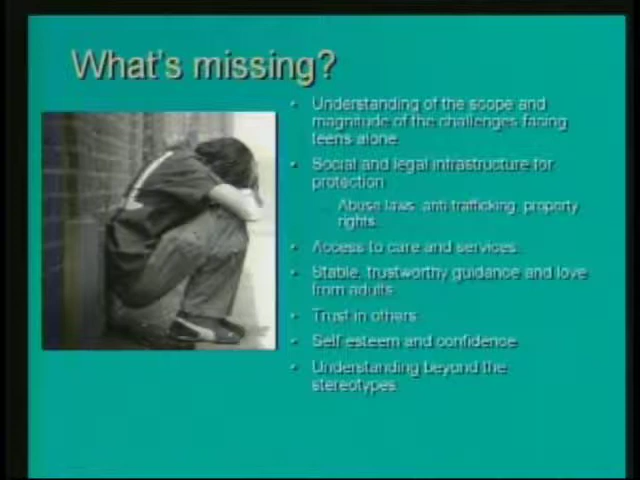 What's missing?
Understanding of the scope and
magnitude of the challenges facing
teens alone.
Social and legal infrastructure for
protection
Abuse laws, anti trafficking, property
rights.
Access to care and services.
Stable, trustworthy guidance and love
from adults.
Trust in others.
Self esteem and confidence
Understanding beyond the
stereotypes.